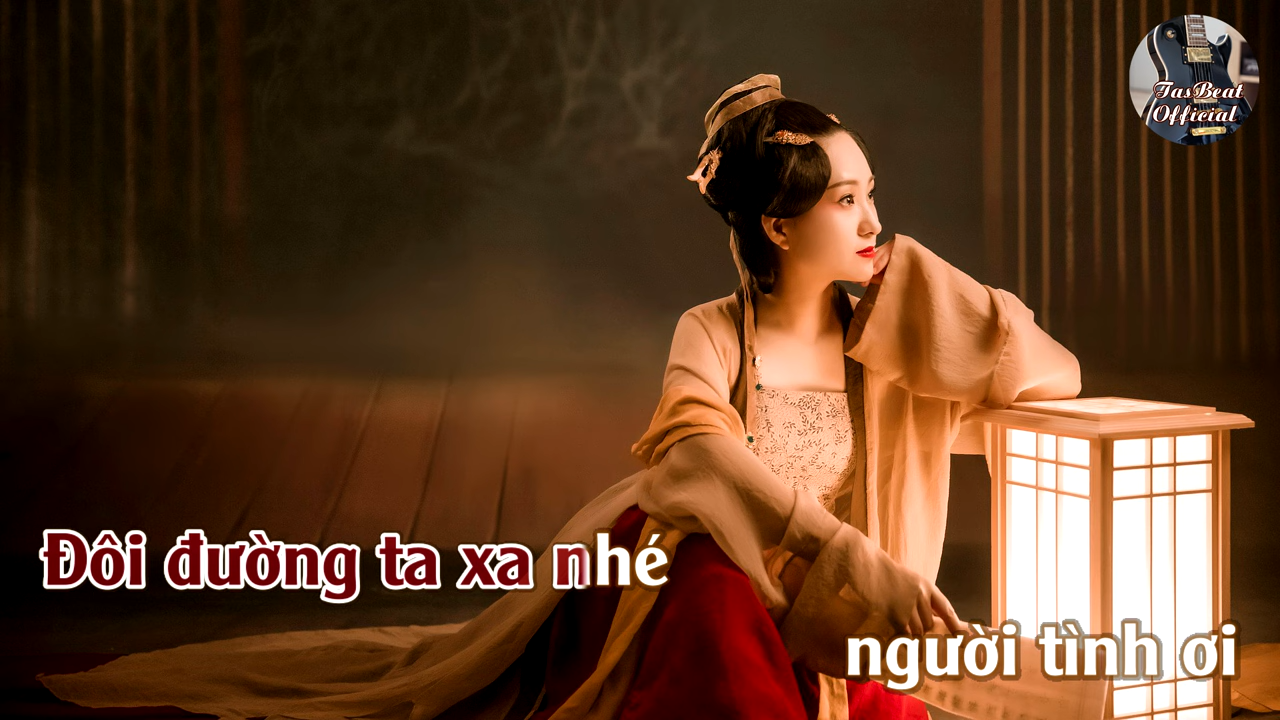 TasBeat
Official
Đôi đường ta xa nhé
người tình ơi